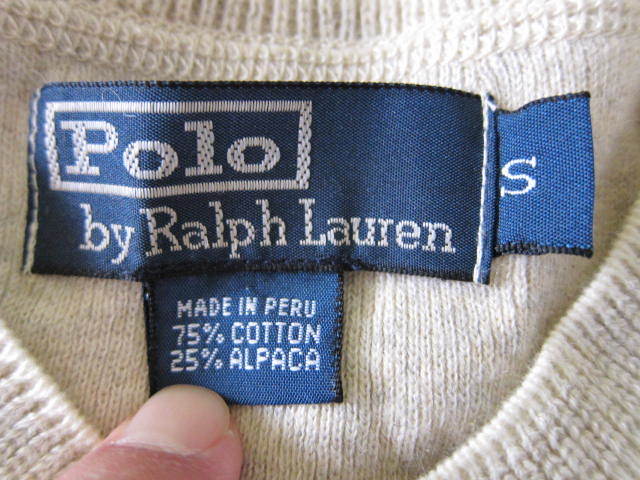 Polo
by Ralph Lauren
S
MADE IN PERU
75% COTTON
25% ALPACA